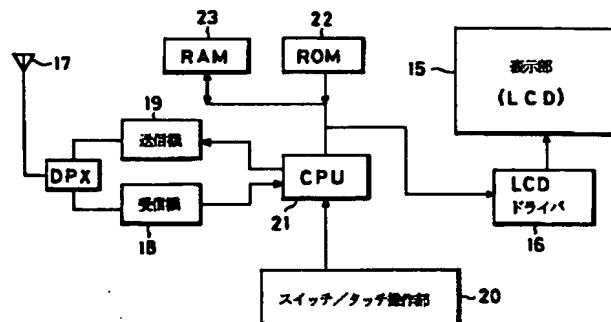 23
22
RAM
ROM
17
15
表示部
(LCD)
19
送信機
DPX
CPU
21
受信機
18
LCD
ドライバ
16
スイッチ/タッチ操作部
20